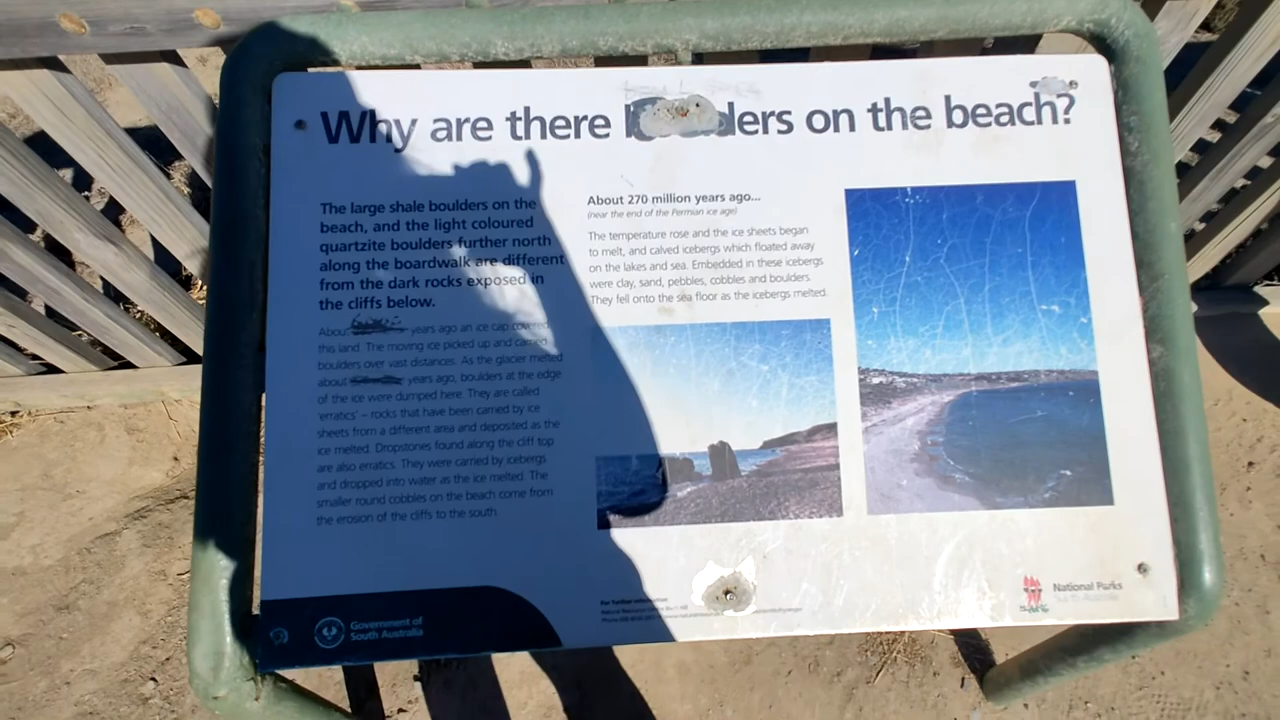 Why are there ders on the beach?
The large shale boulders on the
beach, and the light coloured
quartzite boulders further north
along the boardwalk are different
from the dark rocks exposed in
the cliffs below.
About years ago an ice cap covered
this land. The moving ice picked up and carried
boulders over vast distances. As the glacier melted
about years ago, boulders at the edge
of the ice were dumped here. They are called
'erratics' – rocks that have been carried by ice
sheets from a different area and deposited as the
ice melted. Dropstones found along the cliff top
are also erratics. They were carried by icebergs
and dropped into water as the ice melted. The
smaller round cobbles on the beach come from
the erosion of the cliffs to the south.
About 270 million years ago...
(near the end of the Permian ice age)
The temperature rose and the ice sheets began
to melt, and calved icebergs which floated away
on the lakes and sea. Embedded in these icebergs
were clay, sand, pebbles, cobbles and boulders.
They fell onto the sea floor as the icebergs melted.
For further information
Government of
South Australia
National Parks
South Australia